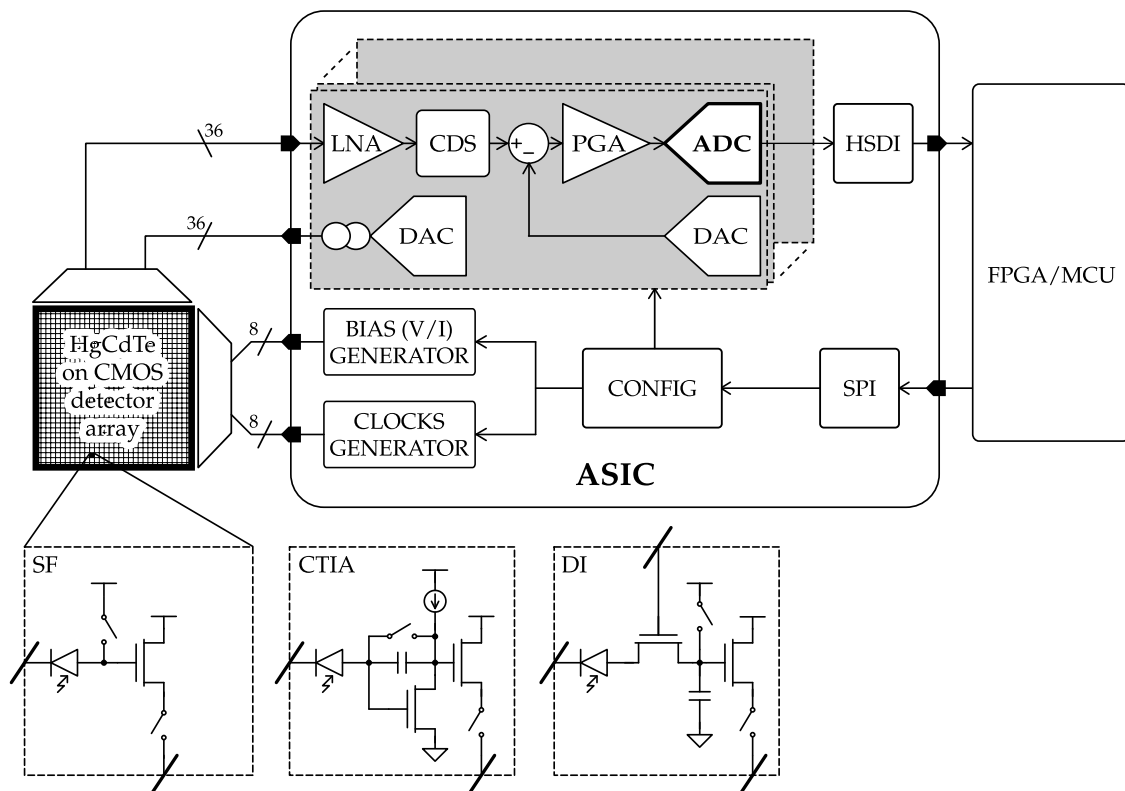 36
LNA
CDS
+
−
PGA
ADC
HSDI
36
DAC
DAC
FPGA/MCU
HgCdTe
on CMOS
detector
array
8
BIAS (V/I)
GENERATOR
CONFIG
SPI
8
CLOCKS
GENERATOR
ASIC
SF
CTIA
DI